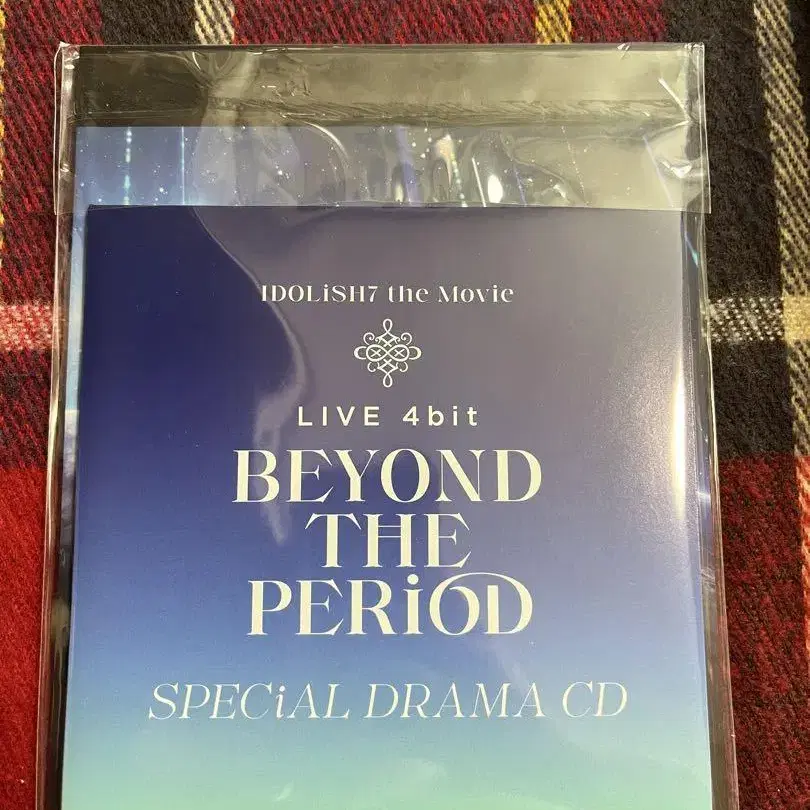 IDOLiSH7 the Movie
LIVE 4bit
BEYOND
THE
PERiOD
SPECiAL DRAMA CD